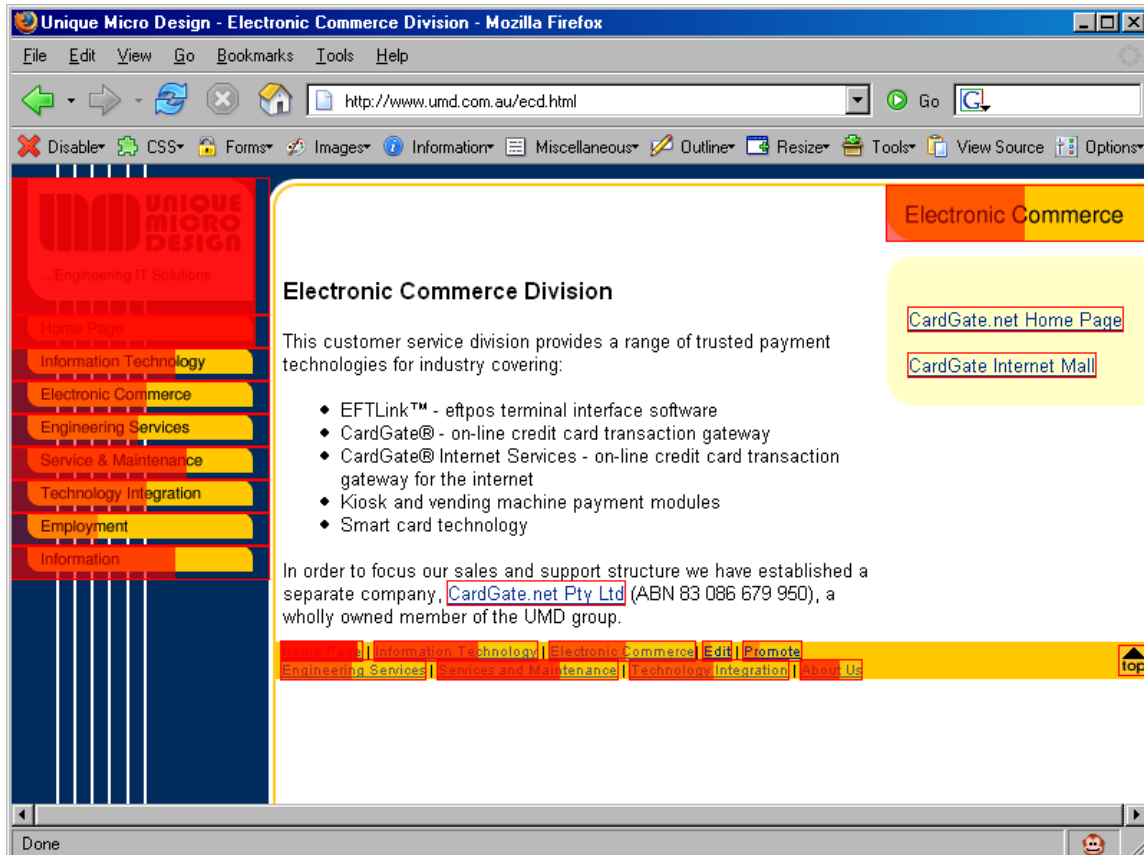 Unique Micro Design - Electronic Commerce Division - Mozilla Firefox
File Edit View Go Bookmarks Tools Help
http://www.umd.com.au/ecd.html Go G
Disable CSS Forms Images Information Miscellaneous Outline Resize Tools View Source Options
UNIQUE
MICRO
DESIGN
...Engineering IT Solutions
Home Page
Information Technology
Electronic Commerce
Engineering Services
Service & Maintenance
Technology Integration
Employment
Information
Electronic Commerce Division
This customer service division provides a range of trusted payment
technologies for industry covering:
● EFTLink™ - eftpos terminal interface software
● CardGate® - on-line credit card transaction gateway
● CardGate® Internet Services - on-line credit card transaction
gateway for the internet
● Kiosk and vending machine payment modules
● Smart card technology
In order to focus our sales and support structure we have established a
separate company, CardGate.net Pty Ltd (ABN 83 086 679 950), a
wholly owned member of the UMD group.
Electronic Commerce
CardGate.net Home Page
CardGate Internet Mall
Home Page | Information Technology | Electronic Commerce| Edit | Promote
Engineering Services | Services and Maintenance | Technology Integration | About Us
top
Done